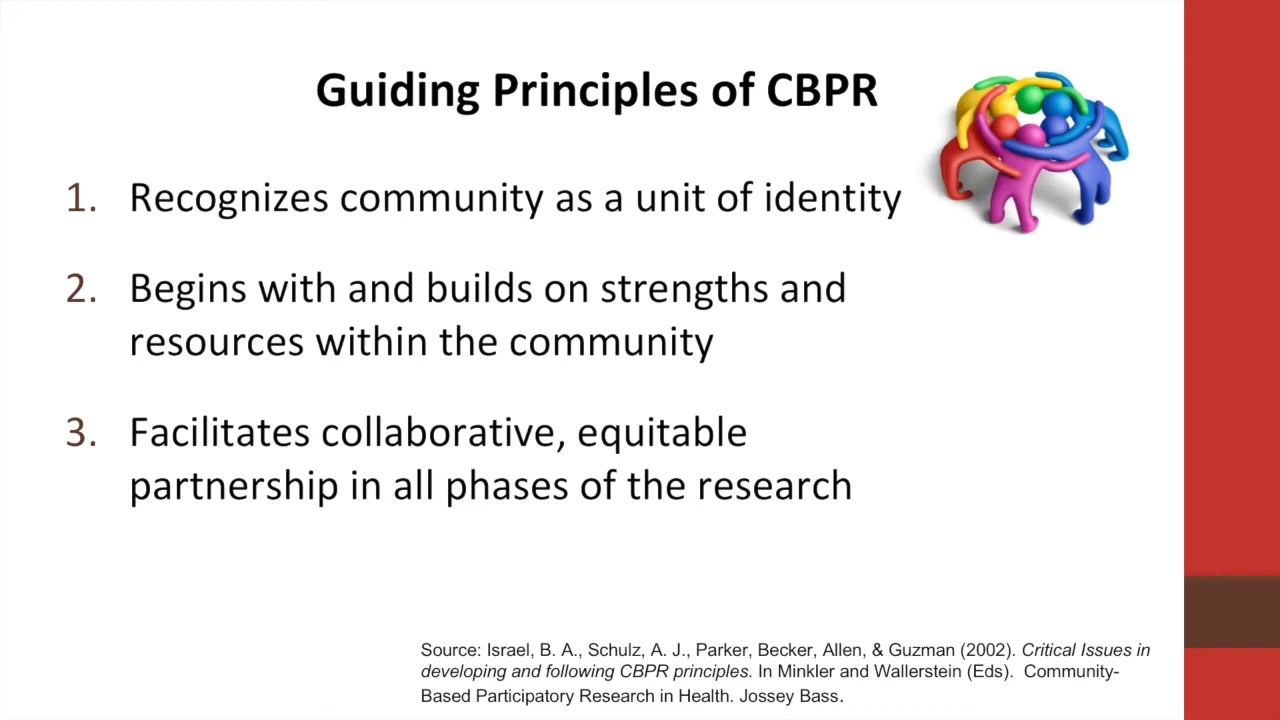 Guiding Principles of CBPR
1. Recognizes community as a unit of identity
2. Begins with and builds on strengths and
resources within the community
3. Facilitates collaborative, equitable
partnership in all phases of the research
Source: Israel, B. A., Schulz, A. J., Parker, Becker, Allen, & Guzman (2002). Critical Issues in
developing and following CBPR principles. In Minkler and Wallerstein (Eds).  Community-
Based Participatory Research in Health. Jossey Bass.